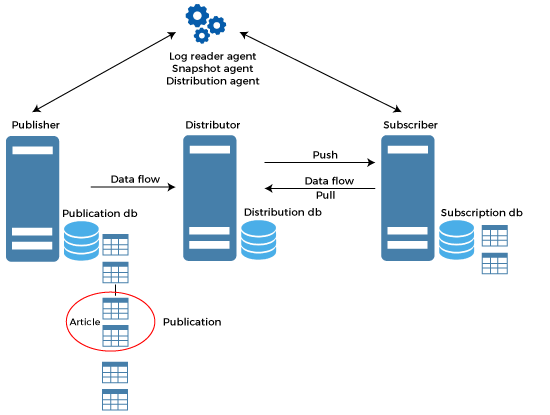 Log reader agent
Snapshot agent
Distribution agent
Publisher
Distributor
Subscriber
Push
Data flow
Data flow
Pull
Publication db
Distribution db
Subscription db
Article
Publication